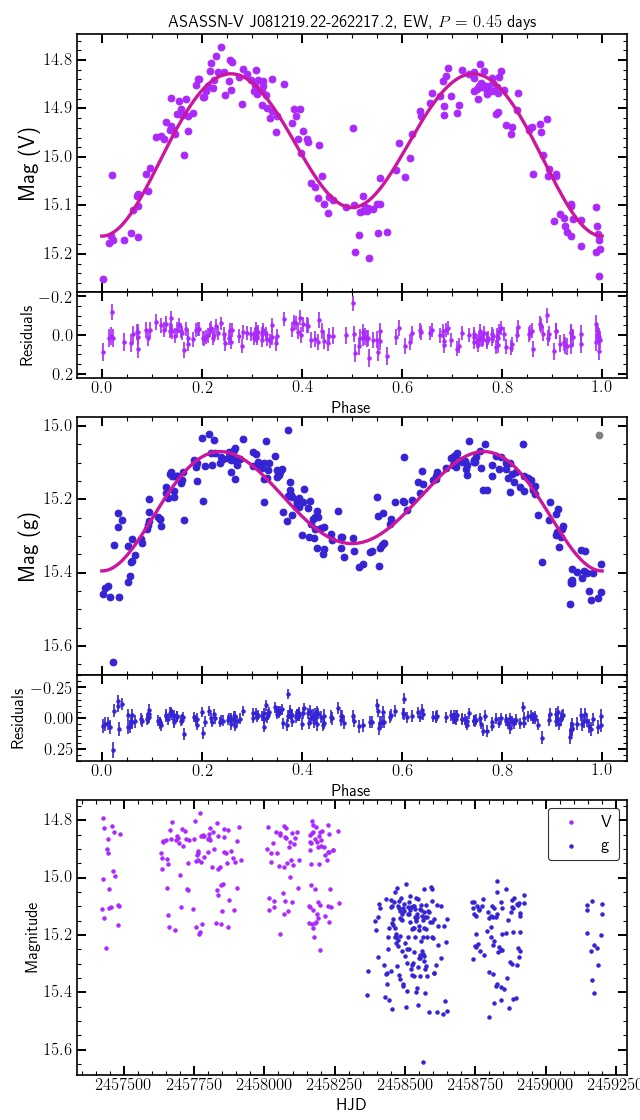 ASASSN-V J081219.22-262217.2, EW, P = 0.45 days
14.8
14.9
15.0
15.1
15.2
Mag (V)
−0.2
0.0
0.2
Residuals
0.0 0.2 0.4 0.6 0.8 1.0
Phase
15.0
15.2
15.4
15.6
Mag (g)
−0.25
0.00
0.25
Residuals
0.0 0.2 0.4 0.6 0.8 1.0
Phase
V
g
14.8
15.0
15.2
15.4
15.6
Magnitude
2457500 2457750 2458000 2458250 2458500 2458750 2459000 2459250
HJD